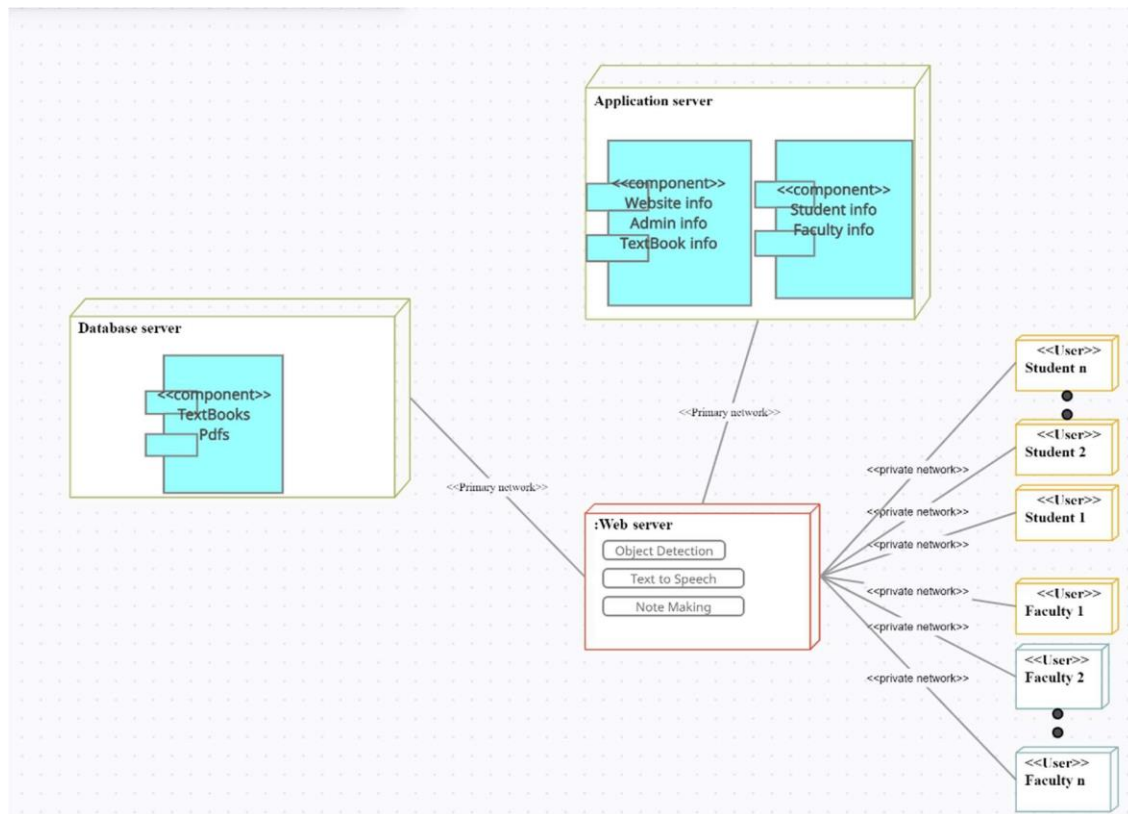 Application server
<<component>>
Website info
Admin info
TextBook info
<<component>>
Student info
Faculty info
Database server
<<component>>
TextBooks
Pdfs
<<Primary network>>
<<Primary network>>
:Web server
Object Detection
Text to Speech
Note Making
<<private network>>
<<private network>>
<<private network>>
<<private network>>
<<private network>>
<<private network>>
<<User>>
Student n
<<User>>
Student 2
<<User>>
Student 1
<<User>>
Faculty 1
<<User>>
Faculty 2
<<User>>
Faculty n